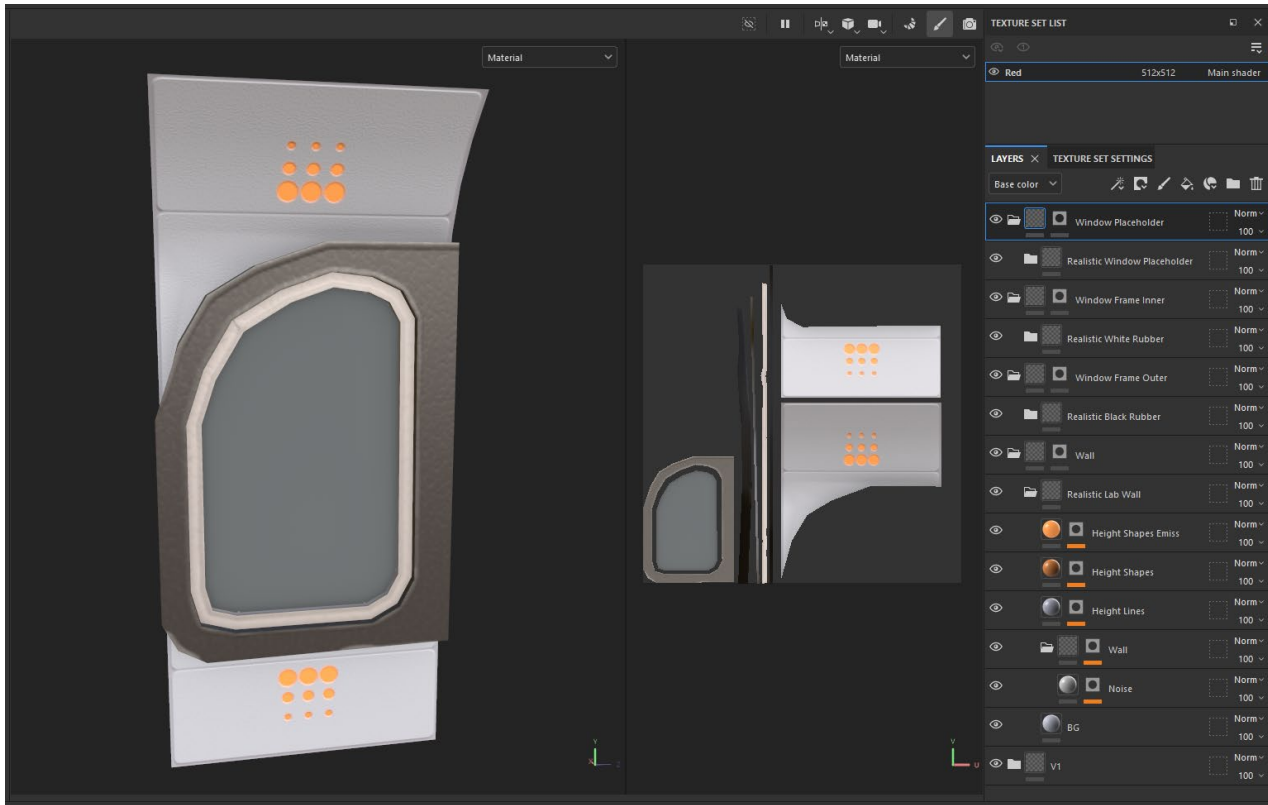 Material
Material
Y
X
Z
V
U
TEXTURE SET LIST
Red 512x512 Main shader
LAYERS TEXTURE SET SETTINGS
Base color
Window Placeholder Norm
100
Realistic Window Placeholder Norm
100
Window Frame Inner Norm
100
Realistic White Rubber Norm
100
Window Frame Outer Norm
100
Realistic Black Rubber Norm
100
Wall Norm
100
Realistic Lab Wall Norm
100
Height Shapes Emiss Norm
100
Height Shapes Norm
100
Height Lines Norm
100
Wall Norm
100
Noise Norm
100
BG Norm
100
V1 Norm
100